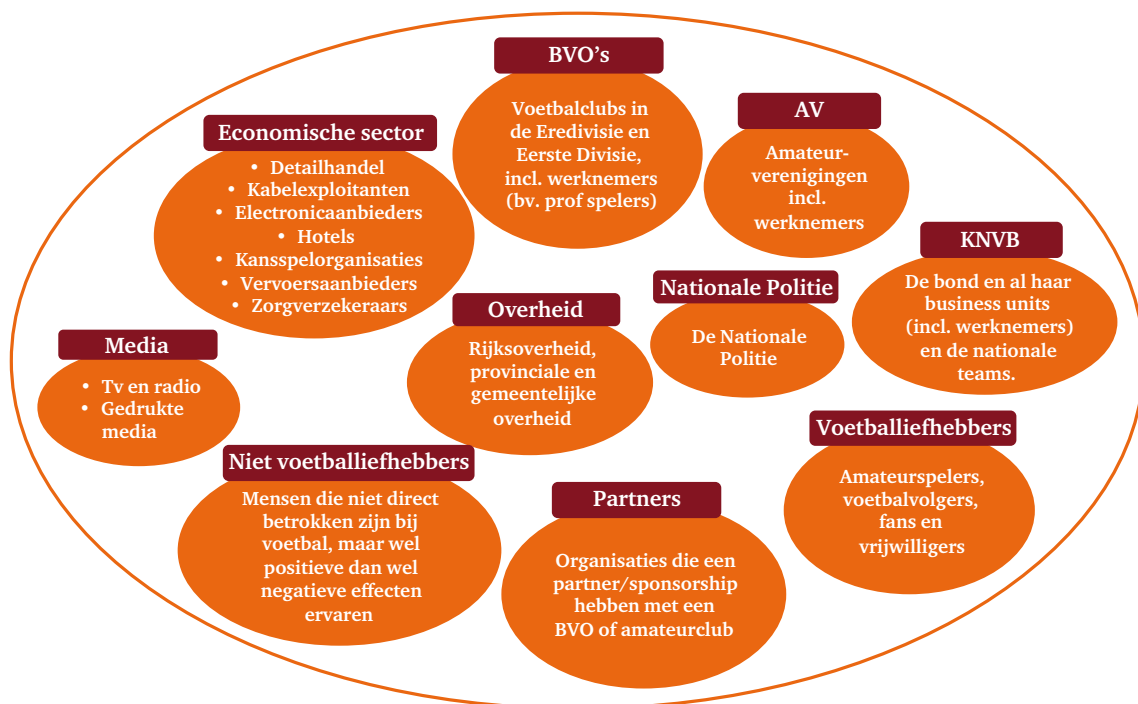 BVO's
Voetbalclubs in
de Eredivisie en
Eerste Divisie,
incl. werknemers
(bv. prof spelers)
AV
Amateur-
verenigingen
incl.
werknemers
Economische sector
• Detailhandel
• Kabelexploitanten
• Electronicaanbieders
• Hotels
• Kansspelorganisaties
• Vervoersaanbieders
• Zorgverzekeraars
KNVB
De bond en al haar
business units
(incl. werknemers)
en de nationale
teams.
Nationale Politie
De Nationale
Politie
Overheid
Rijksoverheid,
provinciale en
gemeentelijke
overheid
Media
• Tv en radio
• Gedrukte
media
Voetballiefhebbers
Amateurspelers,
voetbalvolgers,
fans en
vrijwilligers
Niet voetballiefhebbers
Mensen die niet direct
betrokken zijn bij
voetbal, maar wel
positieve dan wel
negatieve effecten
ervaren
Partners
Organisaties die een
partner/sponsorship
hebben met een
BVO of amateurclub